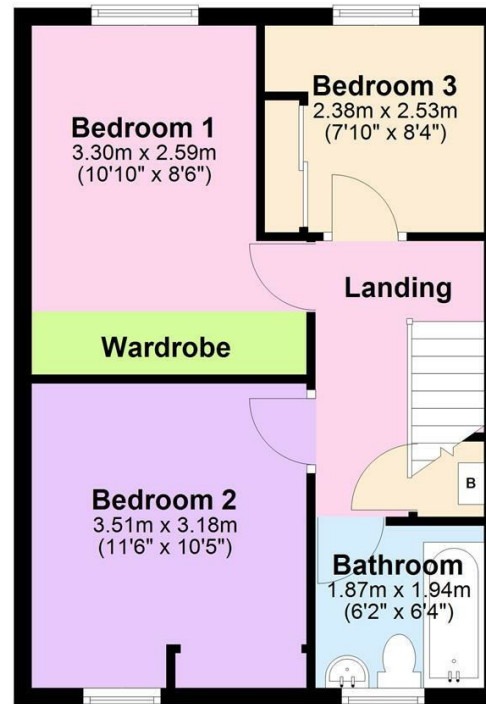 Bedroom 1
3.30m x 2.59m
(10'10" x 8'6")
Bedroom 3
2.38m x 2.53m
(7'10" x 8'4")
Landing
Wardrobe
Bedroom 2
3.51m x 3.18m
(11'6" x 10'5")
B
Bathroom
1.87m x 1.94m
(6'2" x 6'4")